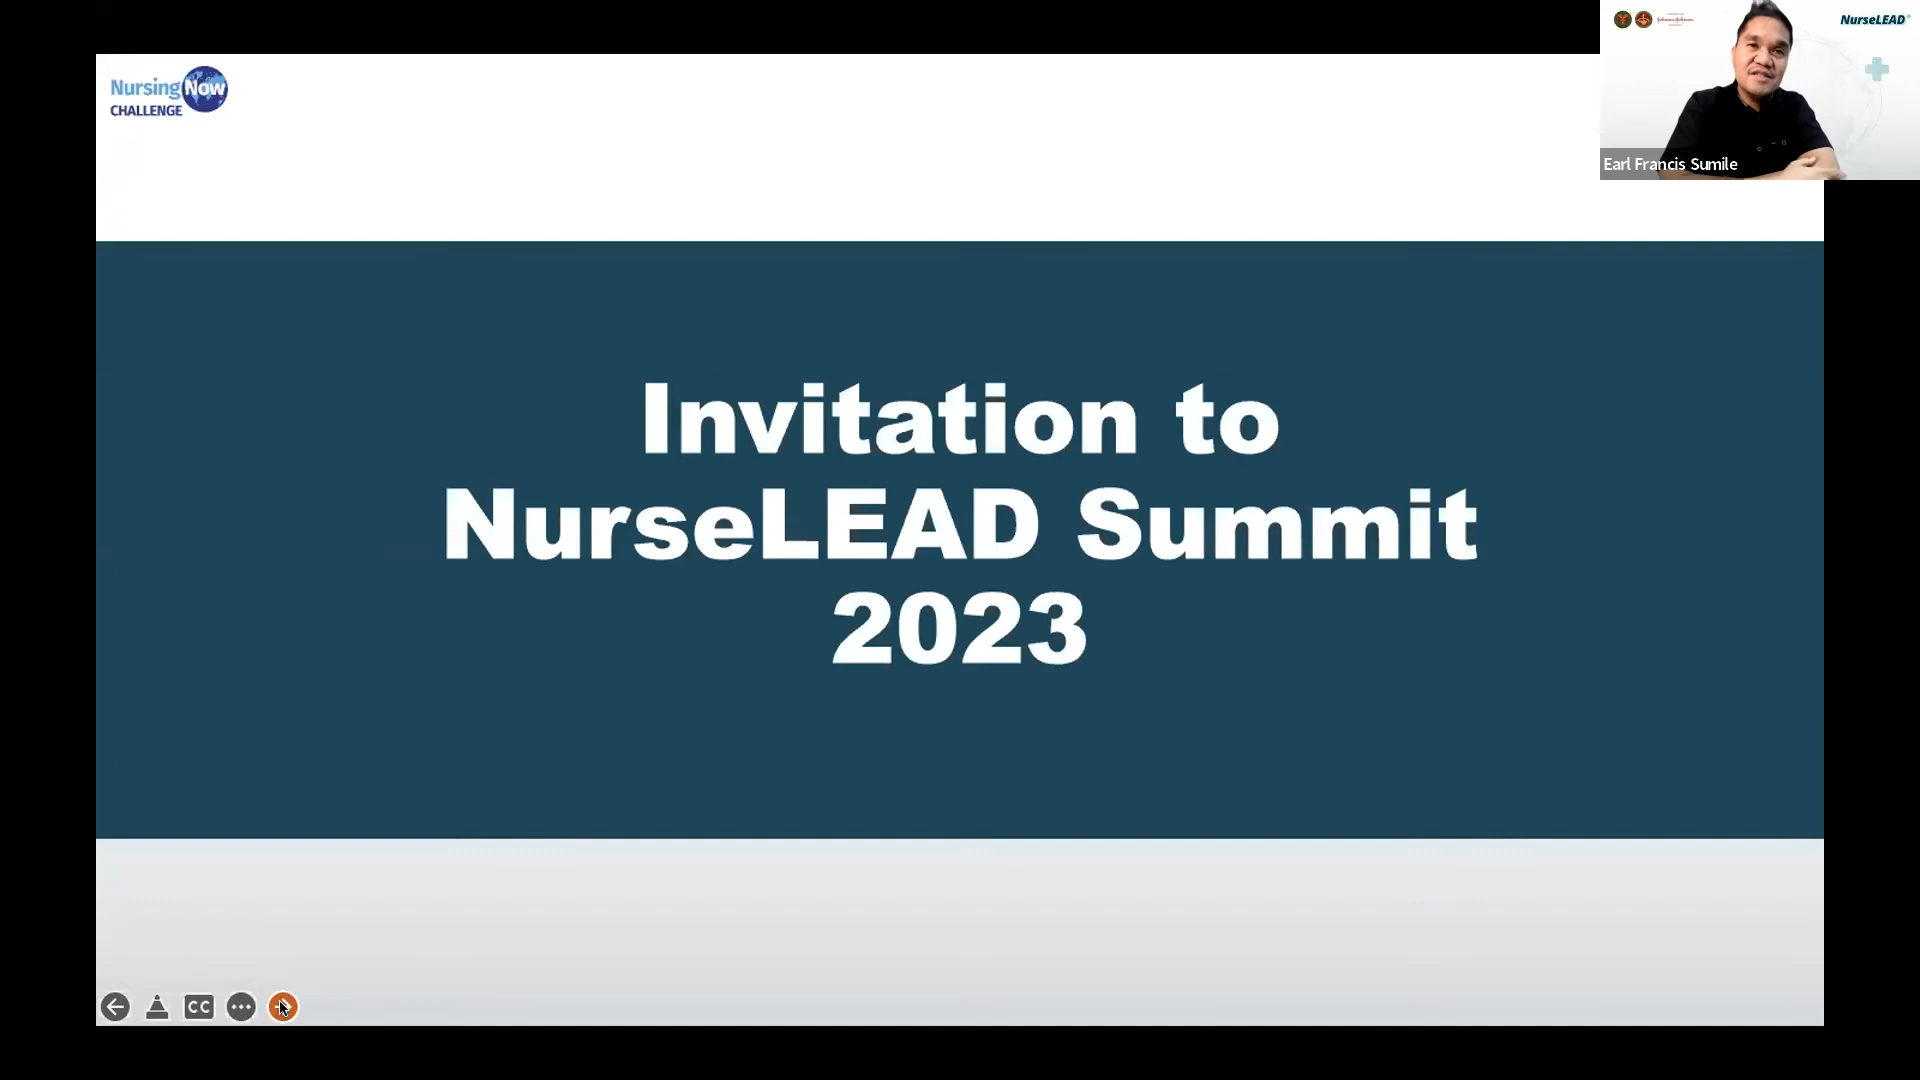 Nursing Now
CHALLENGE
NurseLEAD
Earl Francis Sumile
Invitation to
NurseLEAD Summit
2023
CC